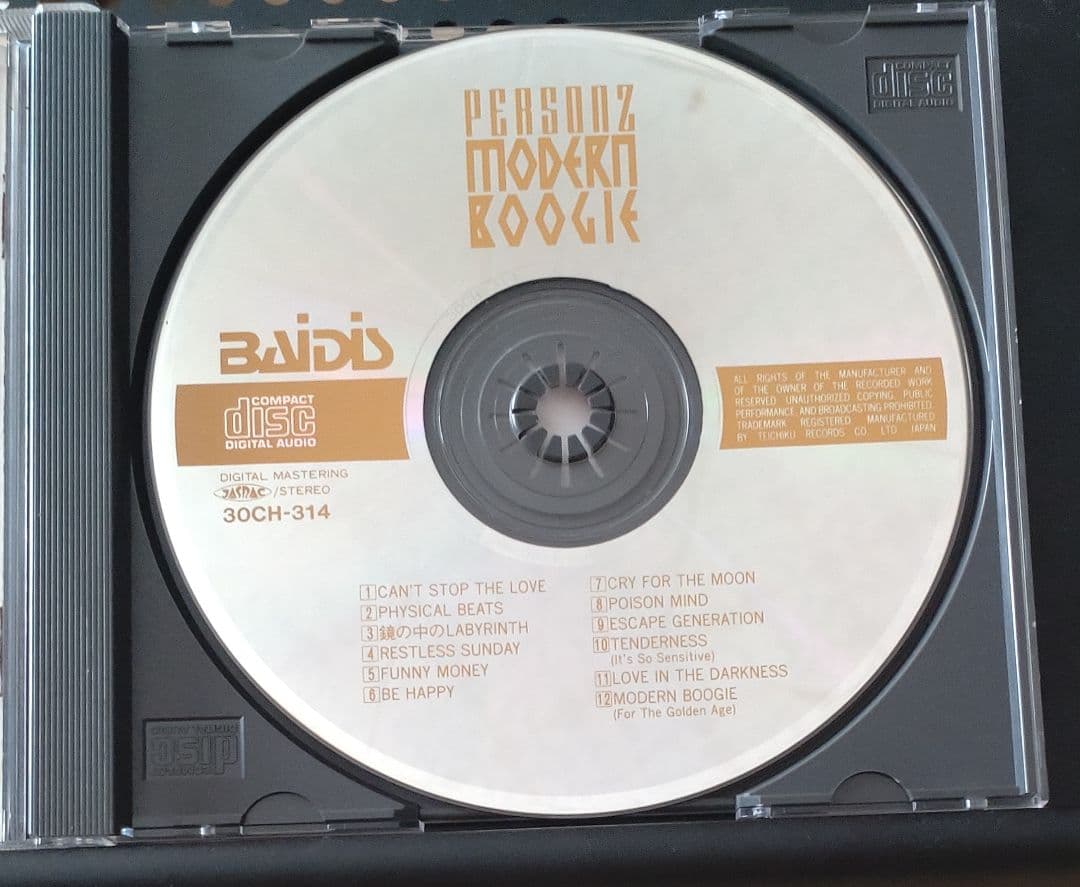 PERSONZ
MODERN
BOOGIE
COMPACT
disc
DIGITAL AUDIO
BAIDIS
COMPACT
disc
DIGITAL AUDIO
DIGITAL MASTERING
JASRAC/STEREO
30CH-314
ALL RIGHTS OF THE MANUFACTURER AND
OF THE OWNER OF THE RECORDED WORK
RESERVED. UNAUTHORIZED COPYING, PUBLIC
PERFORMANCE, AND BROADCASTING PROHIBITED.
TRADEMARK REGISTERED. MANUFACTURED
BY TEICHIKU RECORDS CO. LTD. JAPAN
1 CAN'T STOP THE LOVE
2 PHYSICAL BEATS
3 鏡の中のLABYRINTH
4 RESTLESS SUNDAY
5 FUNNY MONEY
6 BE HAPPY
7 CRY FOR THE MOON
8 POISON MIND
9 ESCAPE GENERATION
10 TENDERNESS
(It's So Sensitive)
11 LOVE IN THE DARKNESS
12 MODERN BOOGIE
(For The Golden Age)
COMPACT
disc
DIGITAL AUDIO